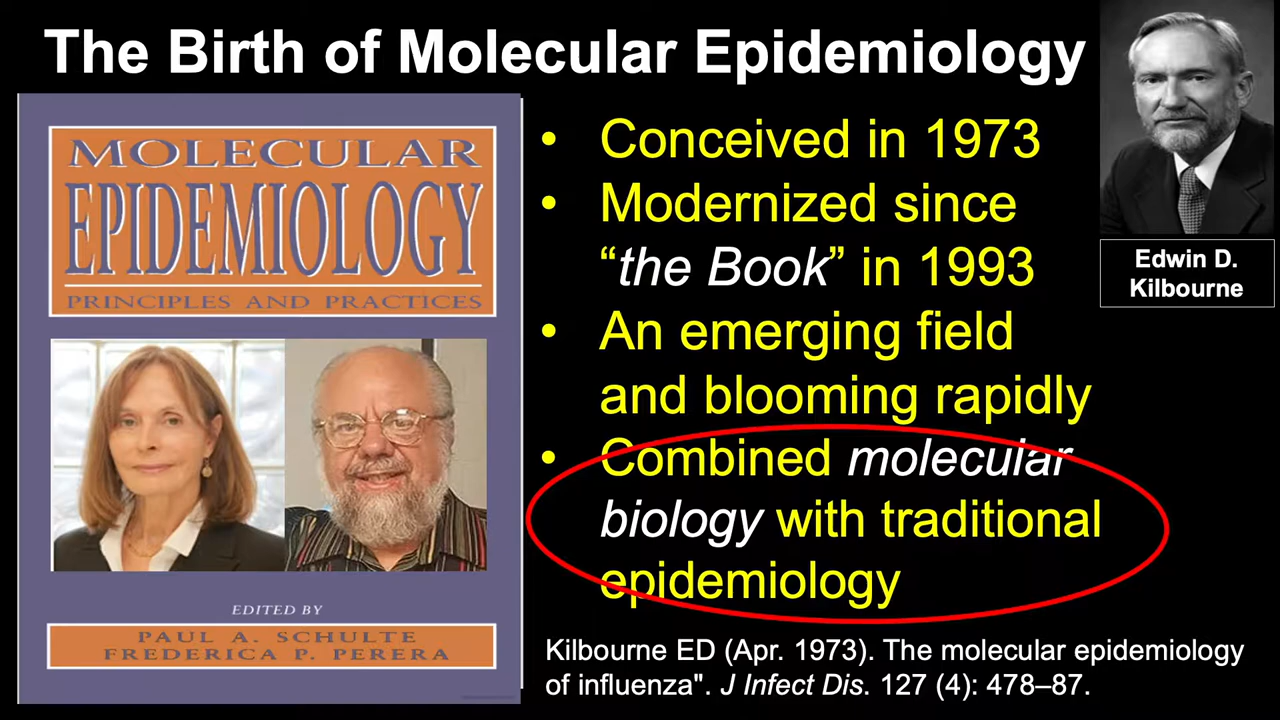 The Birth of Molecular Epidemiology
MOLECULAR
EPIDEMIOLOGY
PRINCIPLES AND PRACTICES
EDITED BY
PAUL A. SCHULTE
FREDERICA P. PERERA
• Conceived in 1973
• Modernized since
“the Book” in 1993
• An emerging field
and blooming rapidly
• Combined molecular
biology with traditional
epidemiology
Edwin D.
Kilbourne
Kilbourne ED (Apr. 1973). The molecular epidemiology
of influenza". J Infect Dis. 127 (4): 478–87.